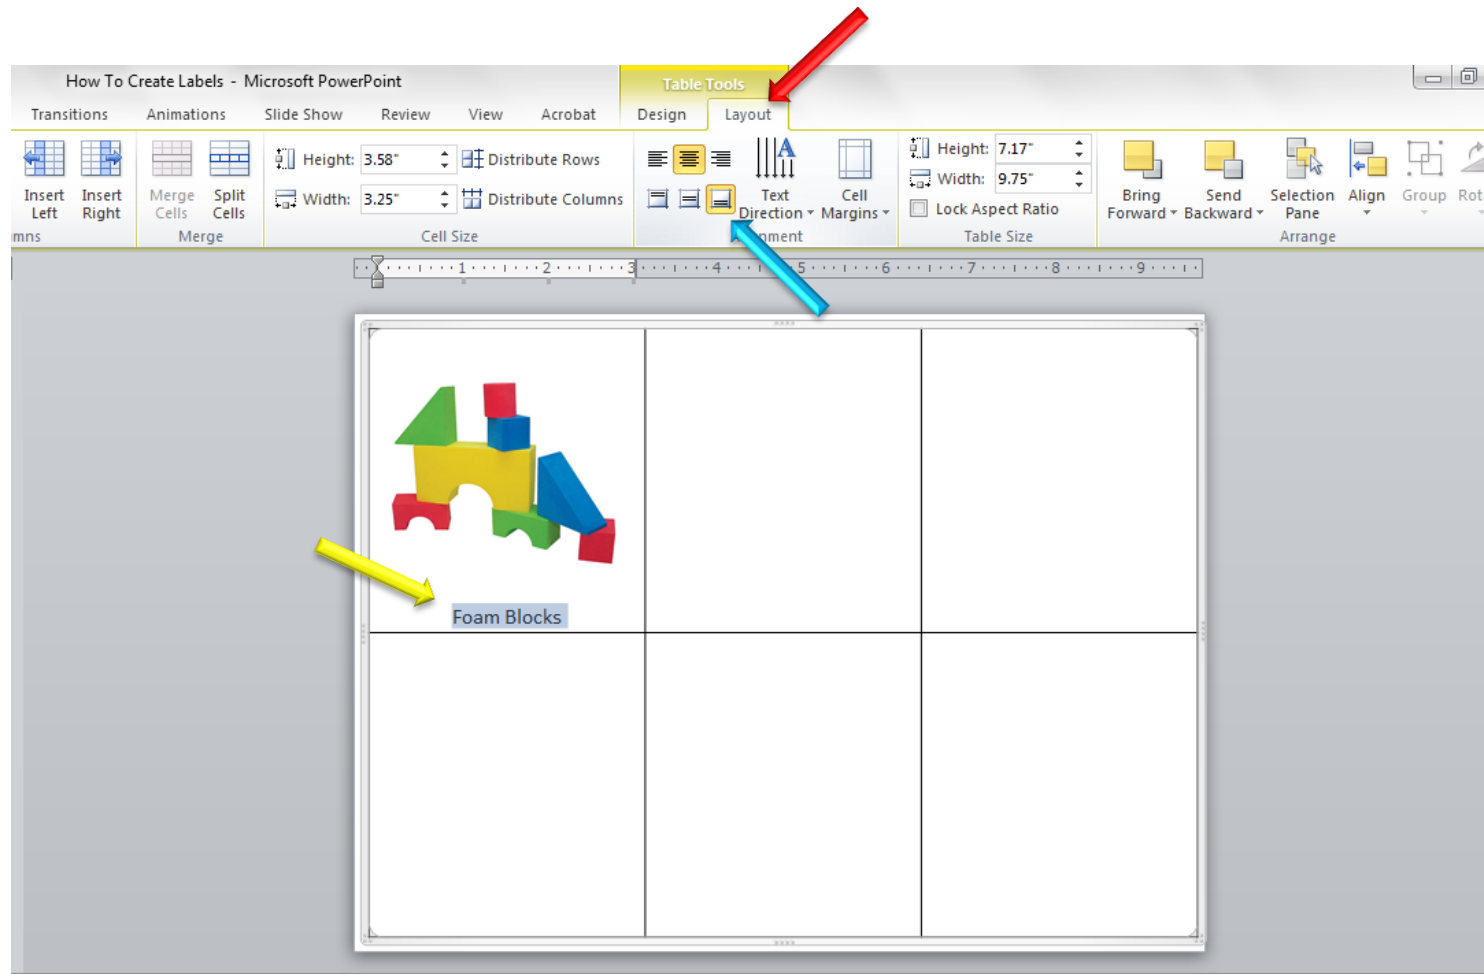 How To Create Labels - Microsoft PowerPoint
Table Tools
Transitions Animations Slide Show Review View Acrobat Design Layout
Insert Left
Insert Right
Merge Cells
Split Cells
Merge
Height: 3.58"
Distribute Rows
Width: 3.25"
Distribute Columns
Cell Size
Text Direction
Cell Margins
Height: 7.17"
Width: 9.75"
Lock Aspect Ratio
Table Size
Bring Forward
Send Backward
Selection Pane
Align
Group
Arrange
1 2 3 4 5 6 7 8 9
Foam Blocks